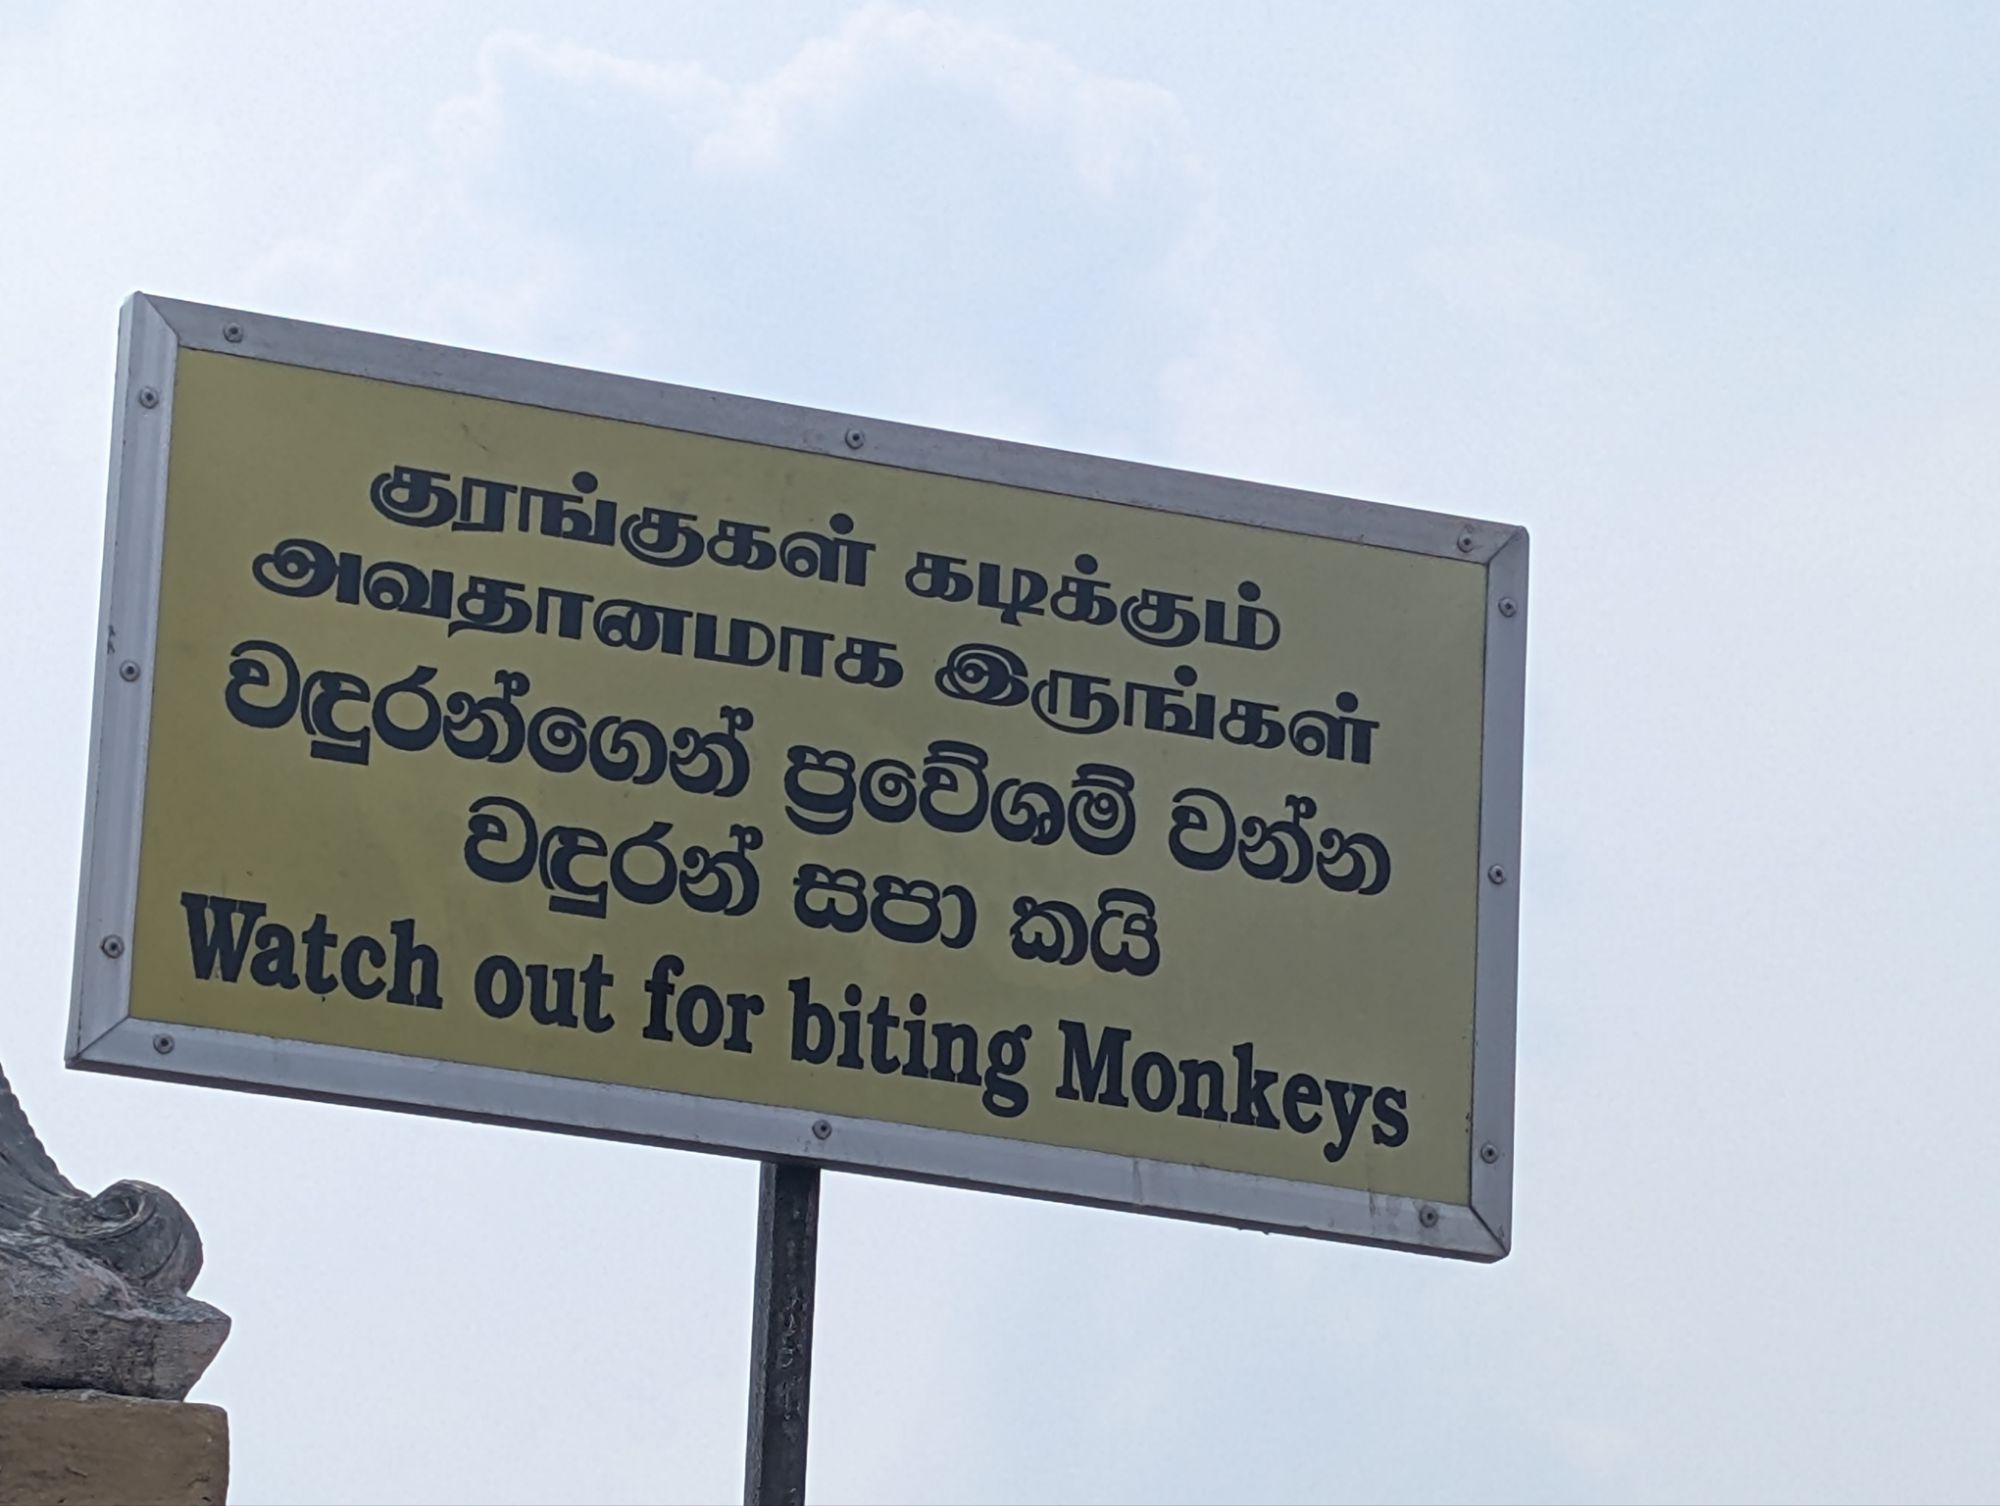 குரங்குகள் கடிக்கும்
அவதானமாக இருங்கள்
වඳුරන්ගෙන් ප්‍රවේශම් වන්න
වඳුරන් සපා කයි
Watch out for biting Monkeys